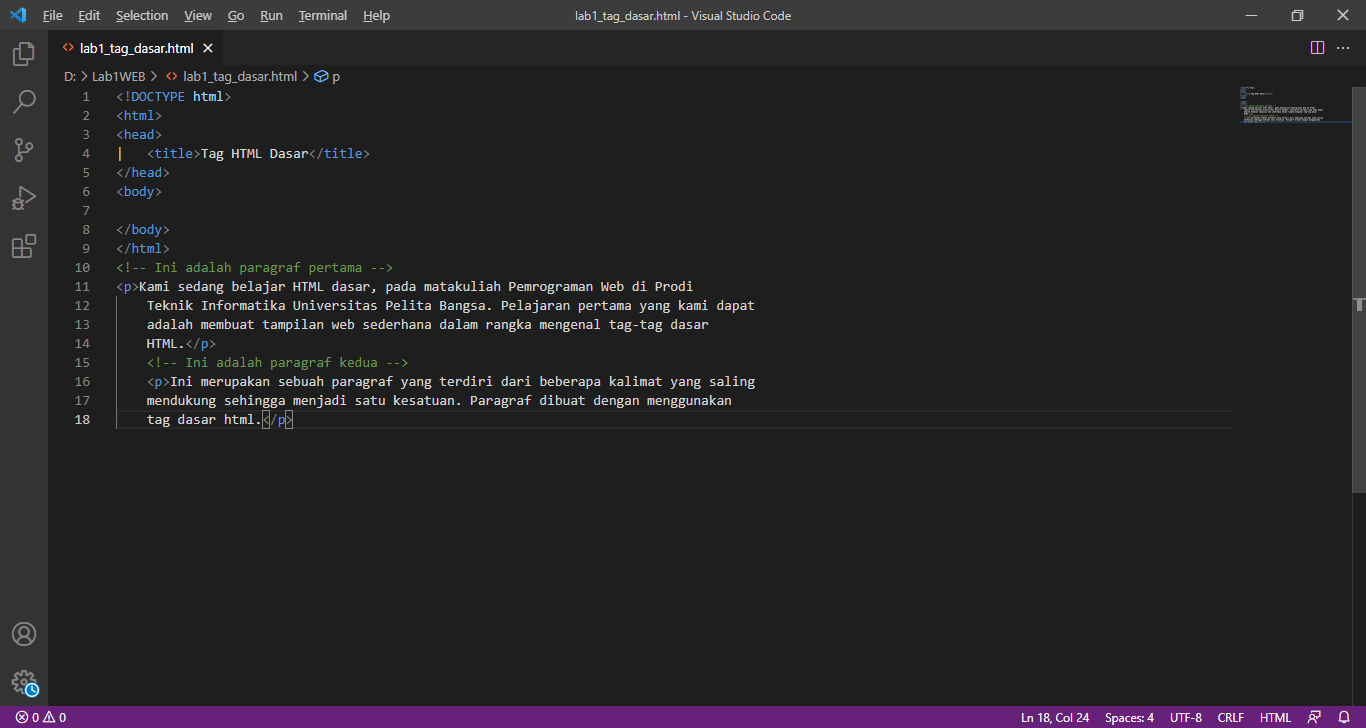 File Edit Selection View Go Run Terminal Help
lab1_tag_dasar.html - Visual Studio Code
<> lab1_tag_dasar.html ×
D: > Lab1WEB > <> lab1_tag_dasar.html > p
1 <!DOCTYPE html>
2 <html>
3 <head>
4     <title>Tag HTML Dasar</title>
5 </head>
6 <body>
7
8 </body>
9 </html>
10 <!-- Ini adalah paragraf pertama -->
11 <p>Kami sedang belajar HTML dasar, pada matakuliah Pemrograman Web di Prodi
12     Teknik Informatika Universitas Pelita Bangsa. Pelajaran pertama yang kami dapat
13     adalah membuat tampilan web sederhana dalam rangka mengenal tag-tag dasar
14     HTML.</p>
15     <!-- Ini adalah paragraf kedua -->
16     <p>Ini merupakan sebuah paragraf yang terdiri dari beberapa kalimat yang saling
17     mendukung sehingga menjadi satu kesatuan. Paragraf dibuat dengan menggunakan
18     tag dasar html.</p>
0 0
Ln 18, Col 24 Spaces: 4 UTF-8 CRLF HTML